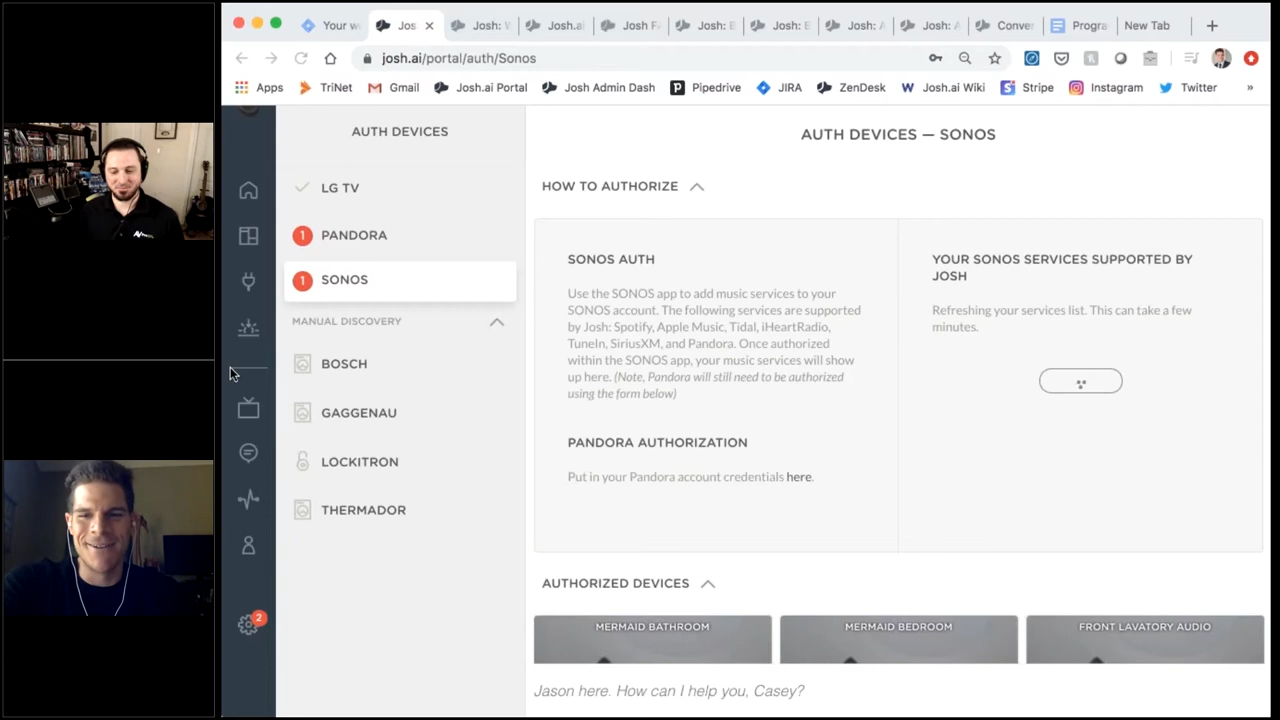 Your w
Jos
Josh: V
Josh.ai
Josh FA
Josh: E
Josh: E
Josh: A
Josh: A
Conver
Progra
New Tab
josh.ai/portal/auth/Sonos
Apps
TriNet
Gmail
Josh.ai Portal
Josh Admin Dash
Pipedrive
JIRA
ZenDesk
Josh.ai Wiki
Stripe
Instagram
Twitter
»
AUTH DEVICES
LG TV
1 PANDORA
1 SONOS
MANUAL DISCOVERY
BOSCH
GAGGENAU
LOCKITRON
THERMADOR
2
AUTH DEVICES — SONOS
HOW TO AUTHORIZE
SONOS AUTH
Use the SONOS app to add music services to your
SONOS account. The following services are supported
by Josh: Spotify, Apple Music, Tidal, iHeartRadio,
TuneIn, SiriusXM, and Pandora. Once authorized
within the SONOS app, your music services will show
up here. (Note, Pandora will still need to be authorized
using the form below)
PANDORA AUTHORIZATION
Put in your Pandora account credentials here.
YOUR SONOS SERVICES SUPPORTED BY
JOSH
Refreshing your services list. This can take a few
minutes.
AUTHORIZED DEVICES
MERMAID BATHROOM
MERMAID BEDROOM
FRONT LAVATORY AUDIO
Jason here. How can I help you, Casey?